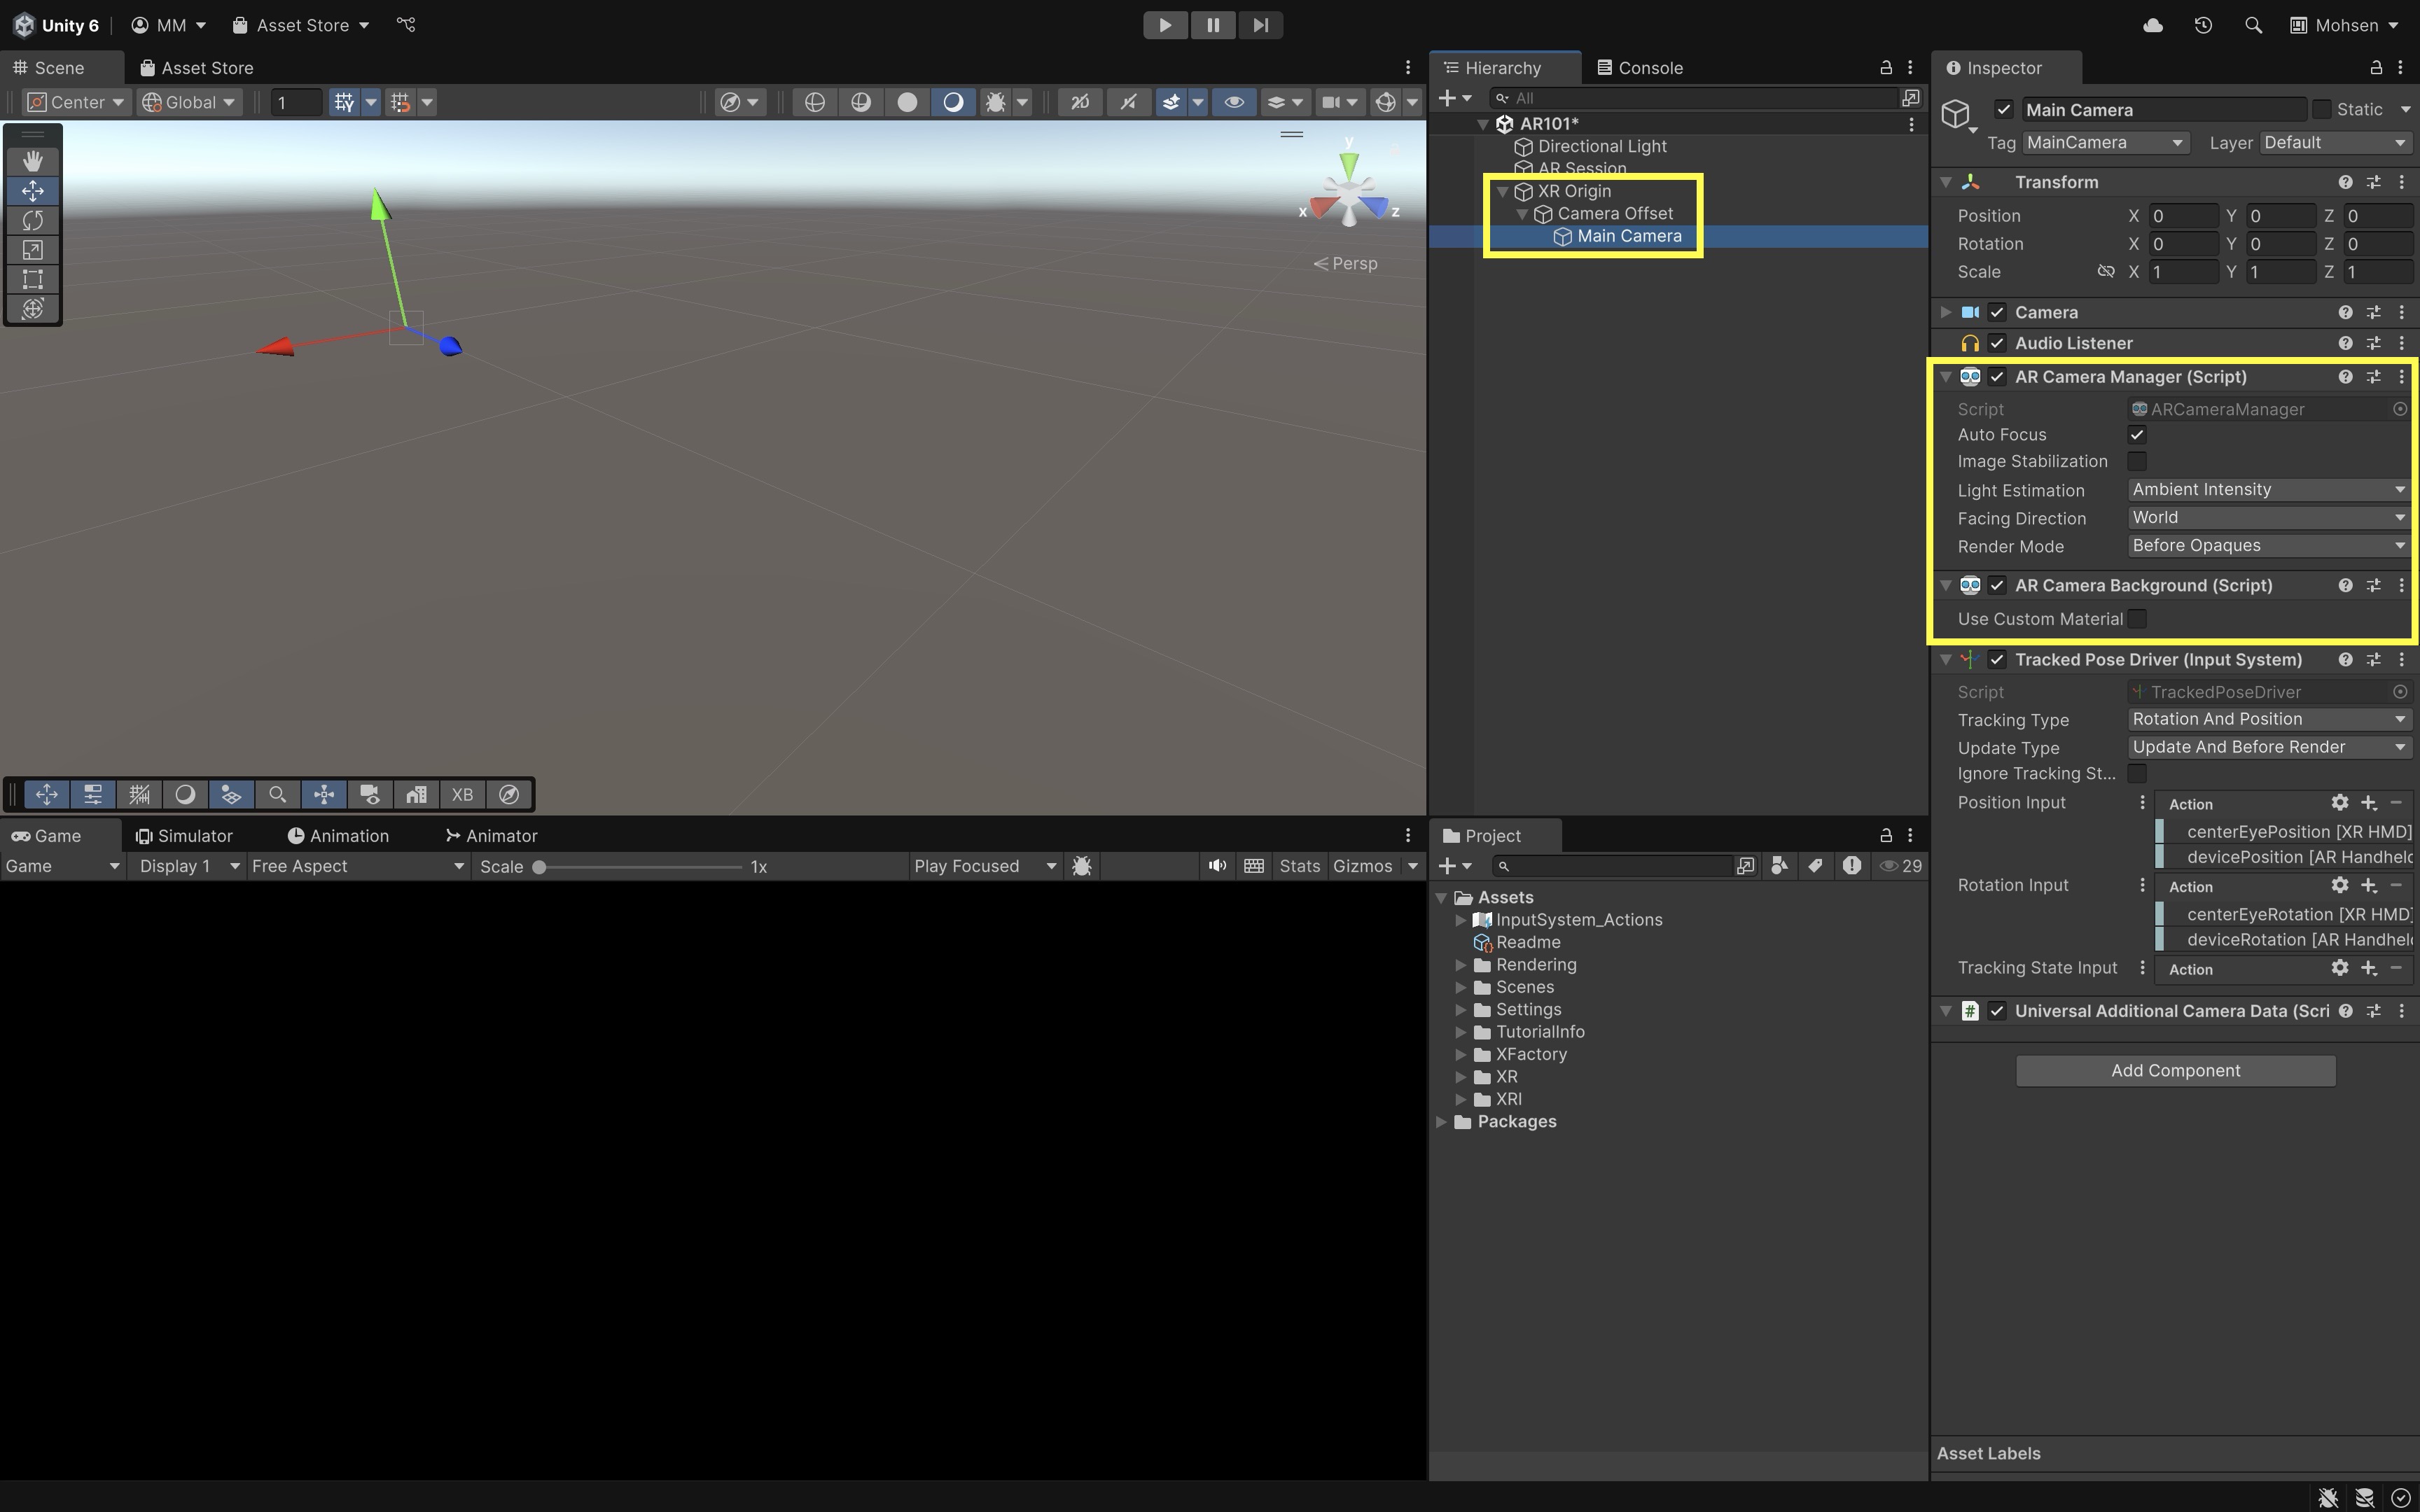 Unity 6 MM Asset Store Mohsen
Scene Asset Store
Center Global 1 2D
y
x z
Persp
XB
Hierarchy Console
All
AR101*
Directional Light
AR Session
XR Origin
Camera Offset
Main Camera
Game Simulator Animation Animator
Game Display 1 Free Aspect Scale 1x Play Focused Stats Gizmos
Project
29
Assets
InputSystem_Actions
Readme
Rendering
Scenes
Settings
TutorialInfo
XFactory
XR
XRI
Packages
Inspector
Main Camera Static
Tag MainCamera Layer Default
Transform
Position X 0 Y 0 Z 0
Rotation X 0 Y 0 Z 0
Scale X 1 Y 1 Z 1
Camera
Audio Listener
AR Camera Manager (Script)
Script ARCameraManager
Auto Focus
Image Stabilization
Light Estimation Ambient Intensity
Facing Direction World
Render Mode Before Opaques
AR Camera Background (Script)
Use Custom Material
Tracked Pose Driver (Input System)
Script TrackedPoseDriver
Tracking Type Rotation And Position
Update Type Update And Before Render
Ignore Tracking St...
Position Input Action
centerEyePosition [XR HMD]
devicePosition [AR Handhel
Rotation Input Action
centerEyeRotation [XR HMD]
deviceRotation [AR Handhel
Tracking State Input Action
# Universal Additional Camera Data (Scri
Add Component
Asset Labels